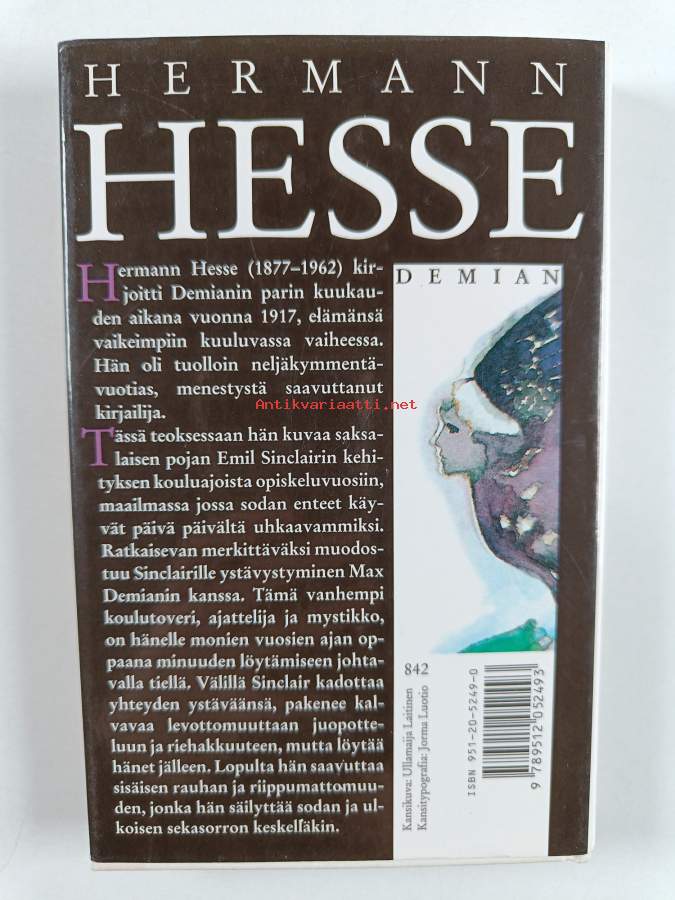 HERMANN
HESSE
Hermann Hesse (1877–1962) kir-
joitti Demianin parin kuukau-
den aikana vuonna 1917, elämänsä
vaikeimpiin kuuluvassa vaiheessa.
Hän oli tuolloin neljäkymmentä-
vuotias, menestystä saavuttanut
kirjailija.
Tässä teoksessaan hän kuvaa saksa-
laisen pojan Emil Sinclairin kehi-
tyksen kouluajoista opiskeluvuosiin,
maailmassa jossa sodan enteet käy-
vät päivä päivältä uhkaavammiksi.
Ratkaisevan merkittäväksi muodos-
tuu Sinclairille ystävystyminen Max
Demianin kanssa. Tämä vanhempi
koulutoveri, ajattelija ja mystikko,
on hänelle monien vuosien ajan op-
paana minuuden löytämiseen johta-
valla tiellä. Välillä Sinclair kadottaa
yhteyden ystäväänsä, pakenee kal-
vavaa levottomuuttaan juopotte-
luun ja riehakkuuteen, mutta löytää
hänet jälleen. Lopulta hän saavuttaa
sisäisen rauhan ja riippumattomuu-
den, jonka hän säilyttää sodan ja ul-
koisen sekasorron keskelläkin.
DEMIAN
Antikvariaatti.net
842
Kansikuva: Ullamaija Laitinen
Kansitypografia: Jorma Luotio
ISBN 951-20-5249-0
9 789512 052493